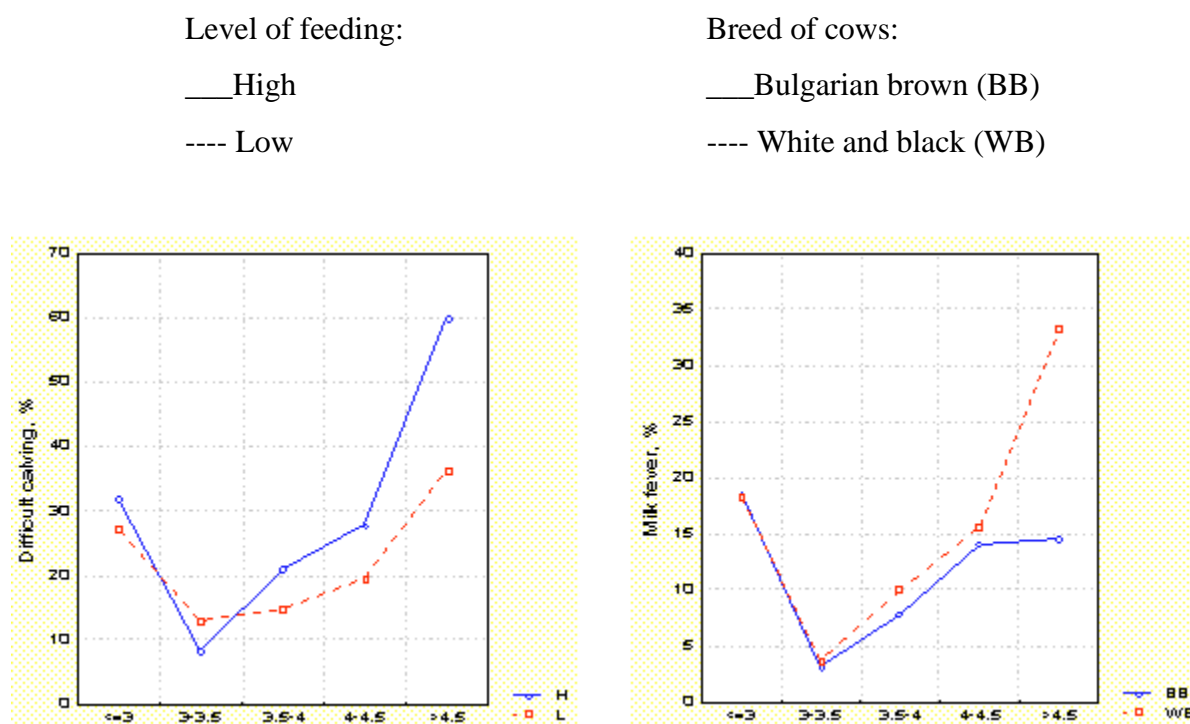 Level of feeding:
___High
---- Low
Breed of cows:
___Bulgarian brown (BB)
---- White and black (WB)
70
60
50
40
30
20
10
0
Difficult calving, %
<=3 3-3.5 3.5-4 4-4.5 >4.5
H
L
40
35
30
25
20
15
10
5
0
Milk fever, %
<=3 3-3.5 3.5-4 4-4.5 >4.5
BB
WB